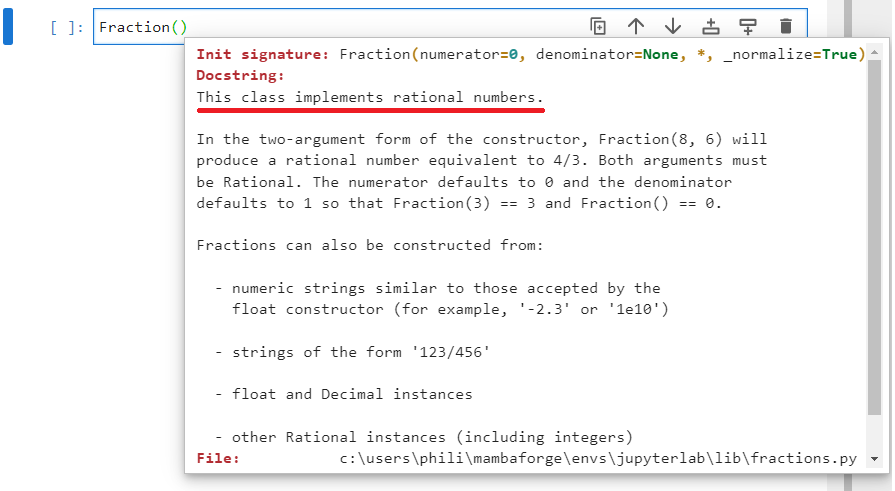 [ ]: Fraction()
Init signature: Fraction(numerator=0, denominator=None, *, _normalize=True)
Docstring:
This class implements rational numbers.
In the two-argument form of the constructor, Fraction(8, 6) will
produce a rational number equivalent to 4/3. Both arguments must
be Rational. The numerator defaults to 0 and the denominator
defaults to 1 so that Fraction(3) == 3 and Fraction() == 0.
Fractions can also be constructed from:
- numeric strings similar to those accepted by the
float constructor (for example, '-2.3' or '1e10')
- strings of the form '123/456'
- float and Decimal instances
- other Rational instances (including integers)
File: c:\users\phili\mambaforge\envs\jupyterlab\lib\fractions.py